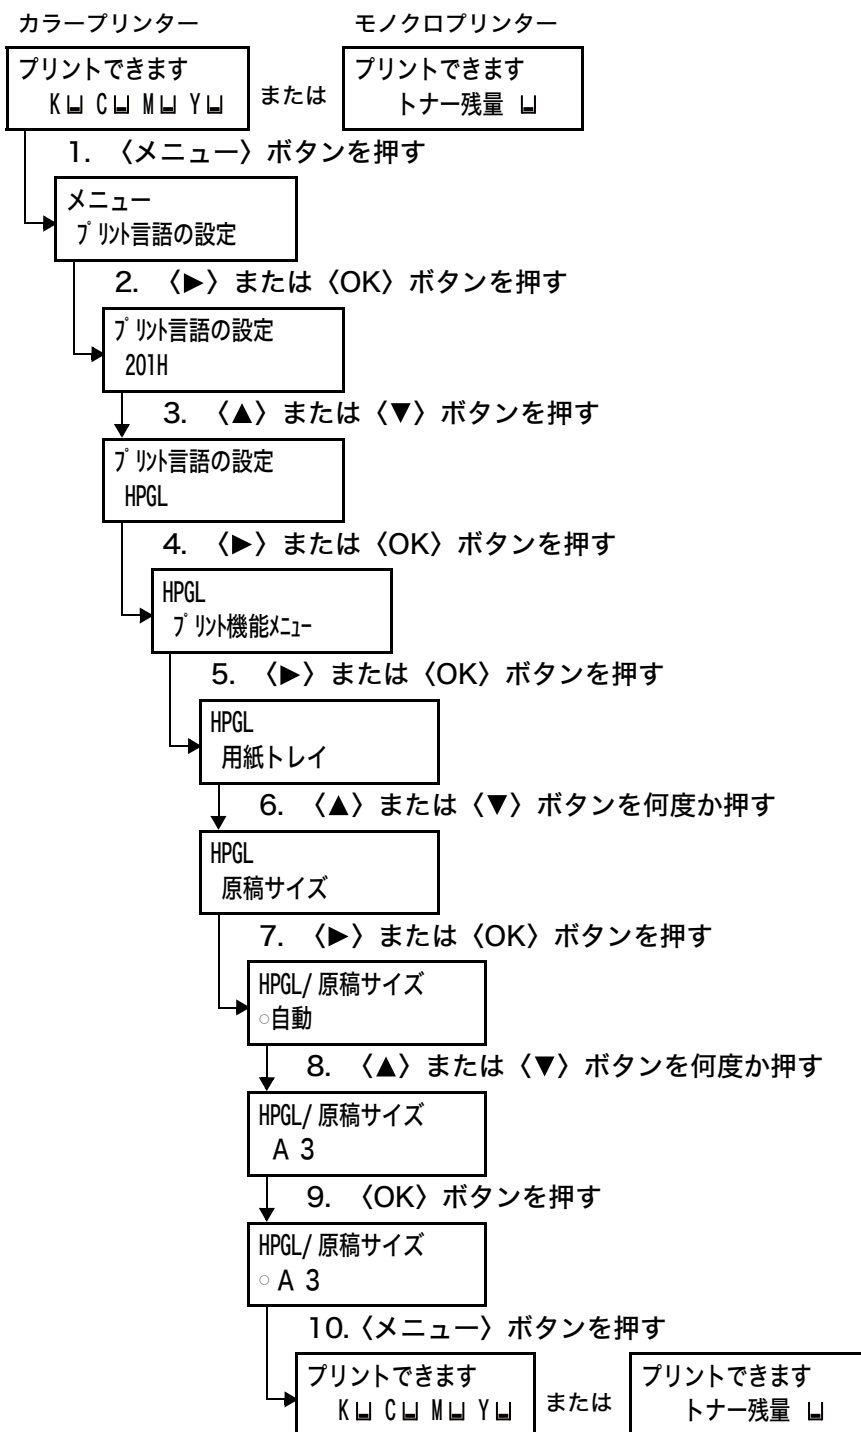 カラープリンター モノクロプリンター
プリントできます プリントできます
K C M Y または トナー残量
1. 〈メニュー〉ボタンを押す
メニュー
ﾌﾟﾘﾝﾄ言語の設定
2. 〈▶〉または〈OK〉ボタンを押す
ﾌﾟﾘﾝﾄ言語の設定
201H
3. 〈▲〉または〈▼〉ボタンを押す
ﾌﾟﾘﾝﾄ言語の設定
HPGL
4. 〈▶〉または〈OK〉ボタンを押す
HPGL
ﾌﾟﾘﾝﾄ機能ﾒﾆｭｰ
5. 〈▶〉または〈OK〉ボタンを押す
HPGL
用紙トレイ
6. 〈▲〉または〈▼〉ボタンを何度か押す
HPGL
原稿サイズ
7. 〈▶〉または〈OK〉ボタンを押す
HPGL/原稿サイズ
○自動
8. 〈▲〉または〈▼〉ボタンを何度か押す
HPGL/原稿サイズ
A 3
9. 〈OK〉ボタンを押す
HPGL/原稿サイズ
○A 3
10.〈メニュー〉ボタンを押す
プリントできます プリントできます
K C M Y または トナー残量